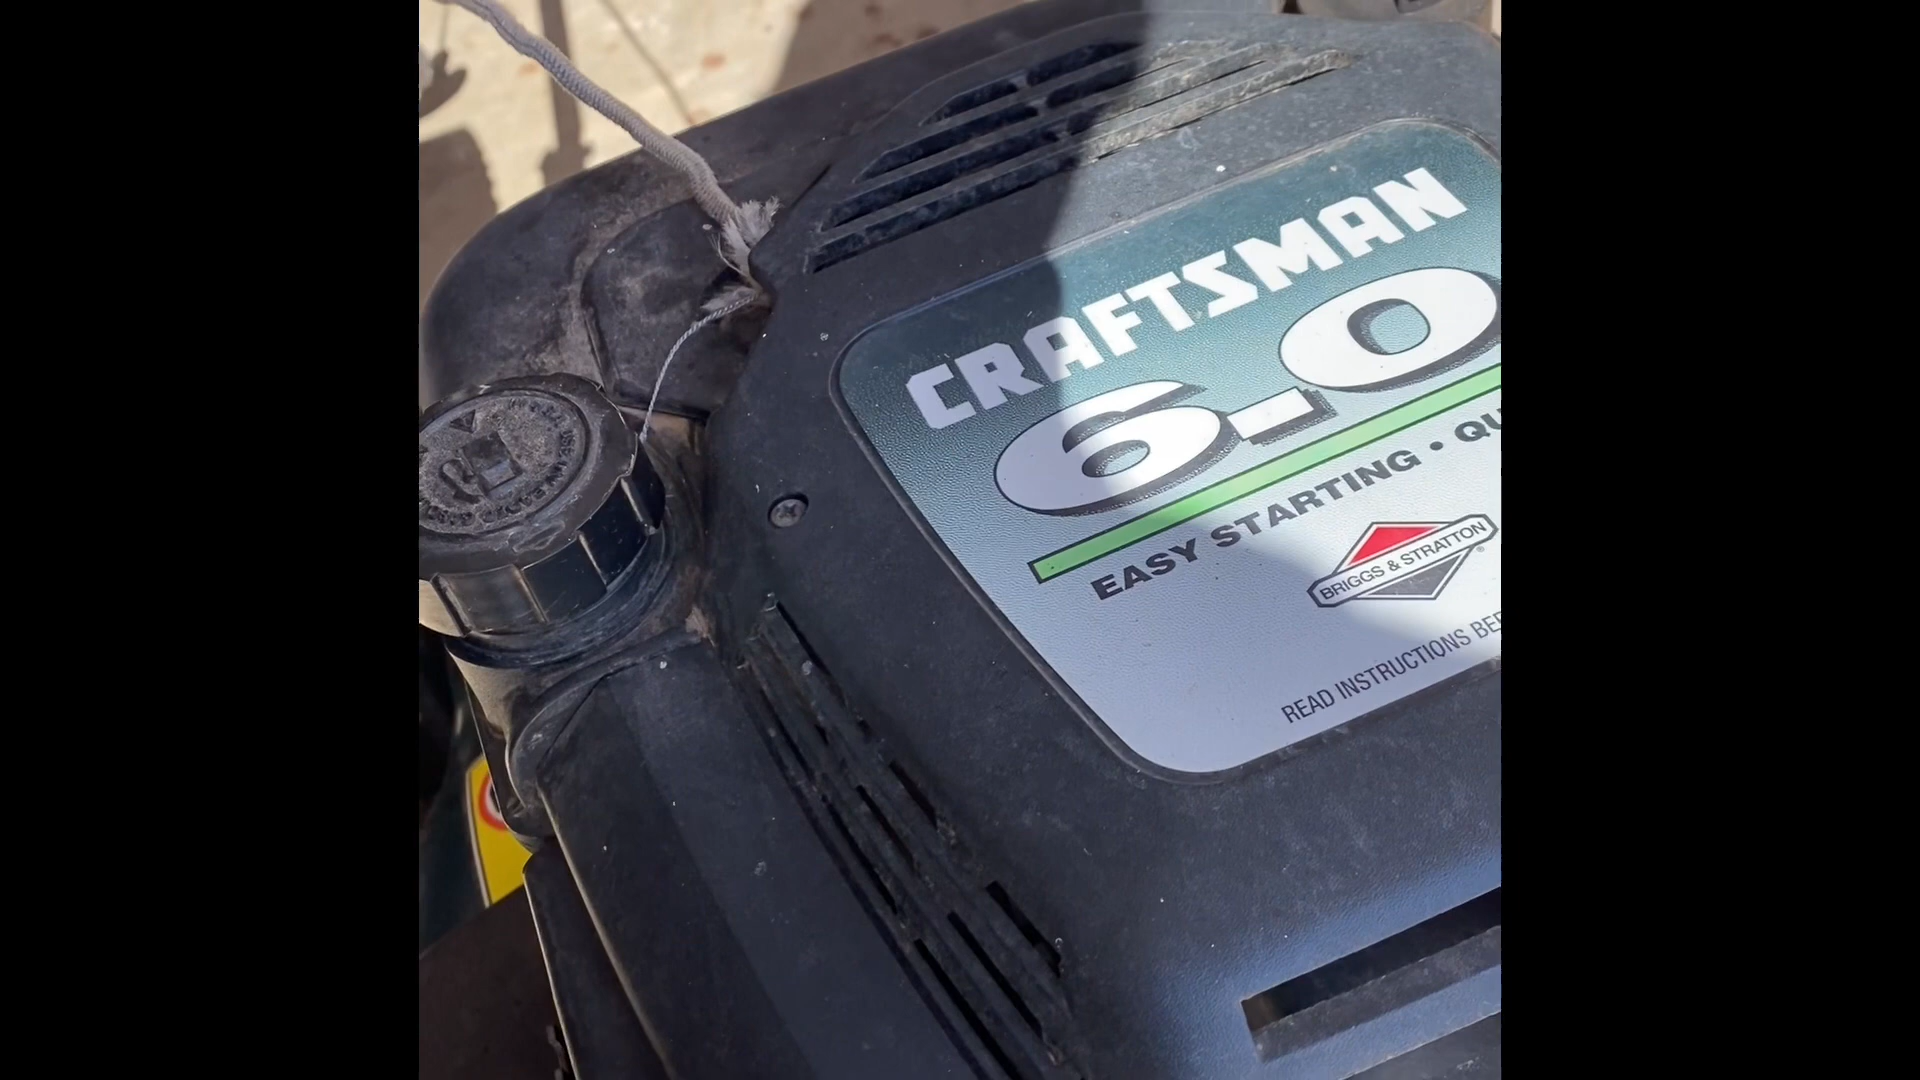 CRAFTSMAN
6-0
EASY STARTING •
BRIGGS & STRATTON
READ INSTRUCTIONS